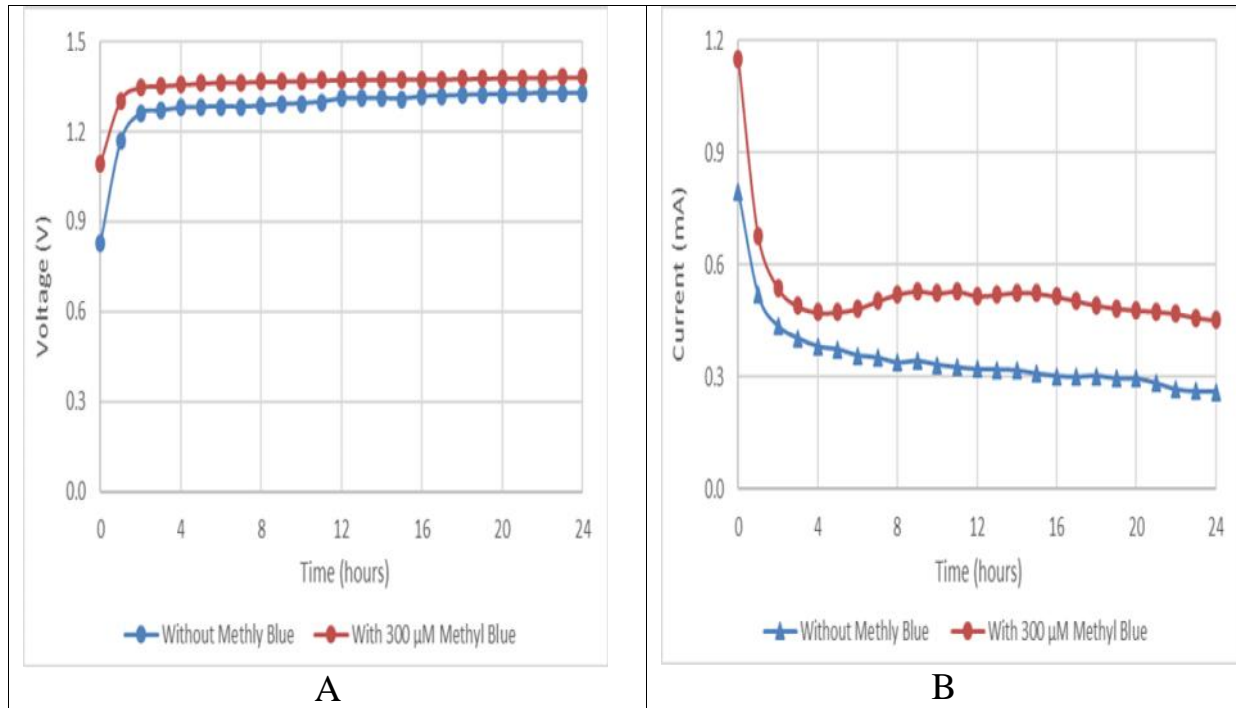 1.5
1.2
0.9
0.6
0.3
0.0
Voltage (V)
0 4 8 12 16 20 24
Time (hours)
Without Methly Blue With 300 µM Methyl Blue
A
1.2
0.9
0.6
0.3
0.0
Current (mA)
0 4 8 12 16 20 24
Time (hours)
Without Methly Blue With 300 µM Methyl Blue
B